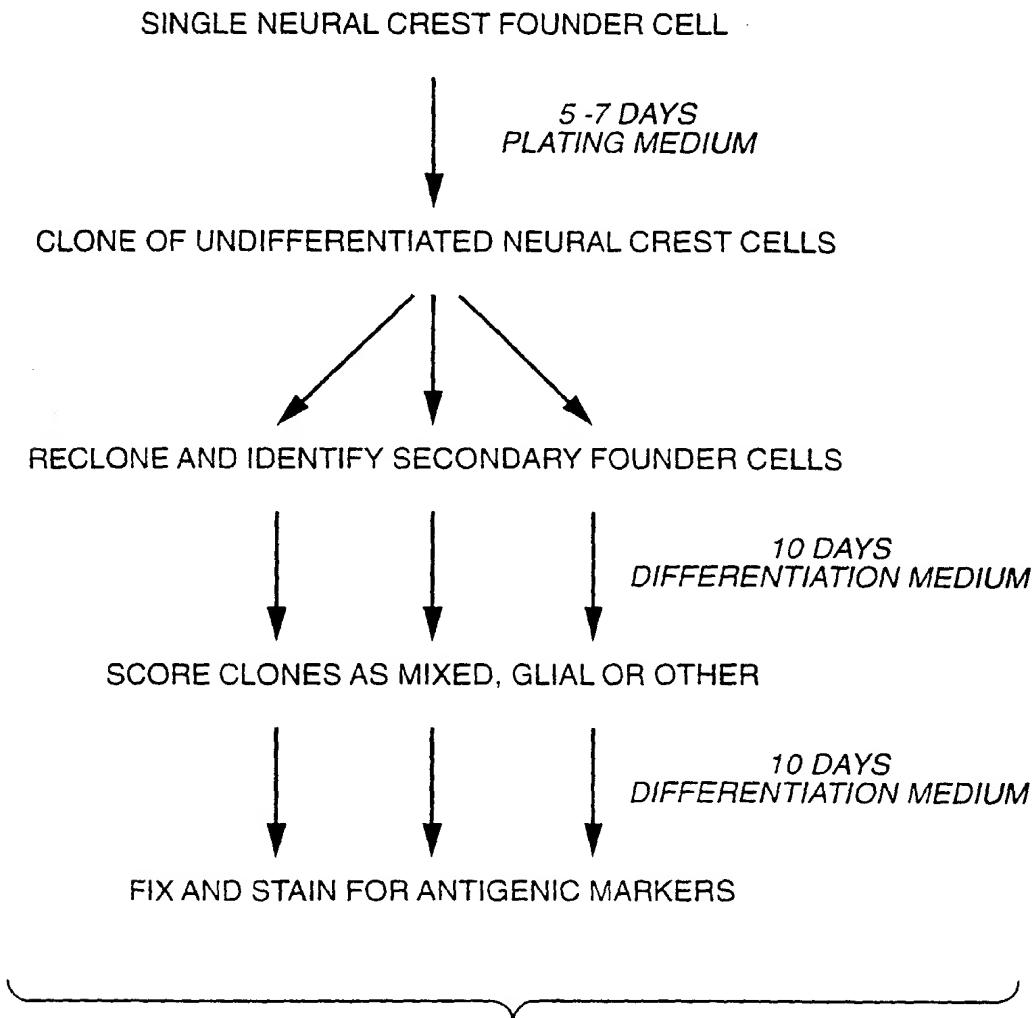 SINGLE NEURAL CREST FOUNDER CELL
5 -7 DAYS
PLATING MEDIUM
CLONE OF UNDIFFERENTIATED NEURAL CREST CELLS
RECLONE AND IDENTIFY SECONDARY FOUNDER CELLS
10 DAYS
DIFFERENTIATION MEDIUM
SCORE CLONES AS MIXED, GLIAL OR OTHER
10 DAYS
DIFFERENTIATION MEDIUM
FIX AND STAIN FOR ANTIGENIC MARKERS